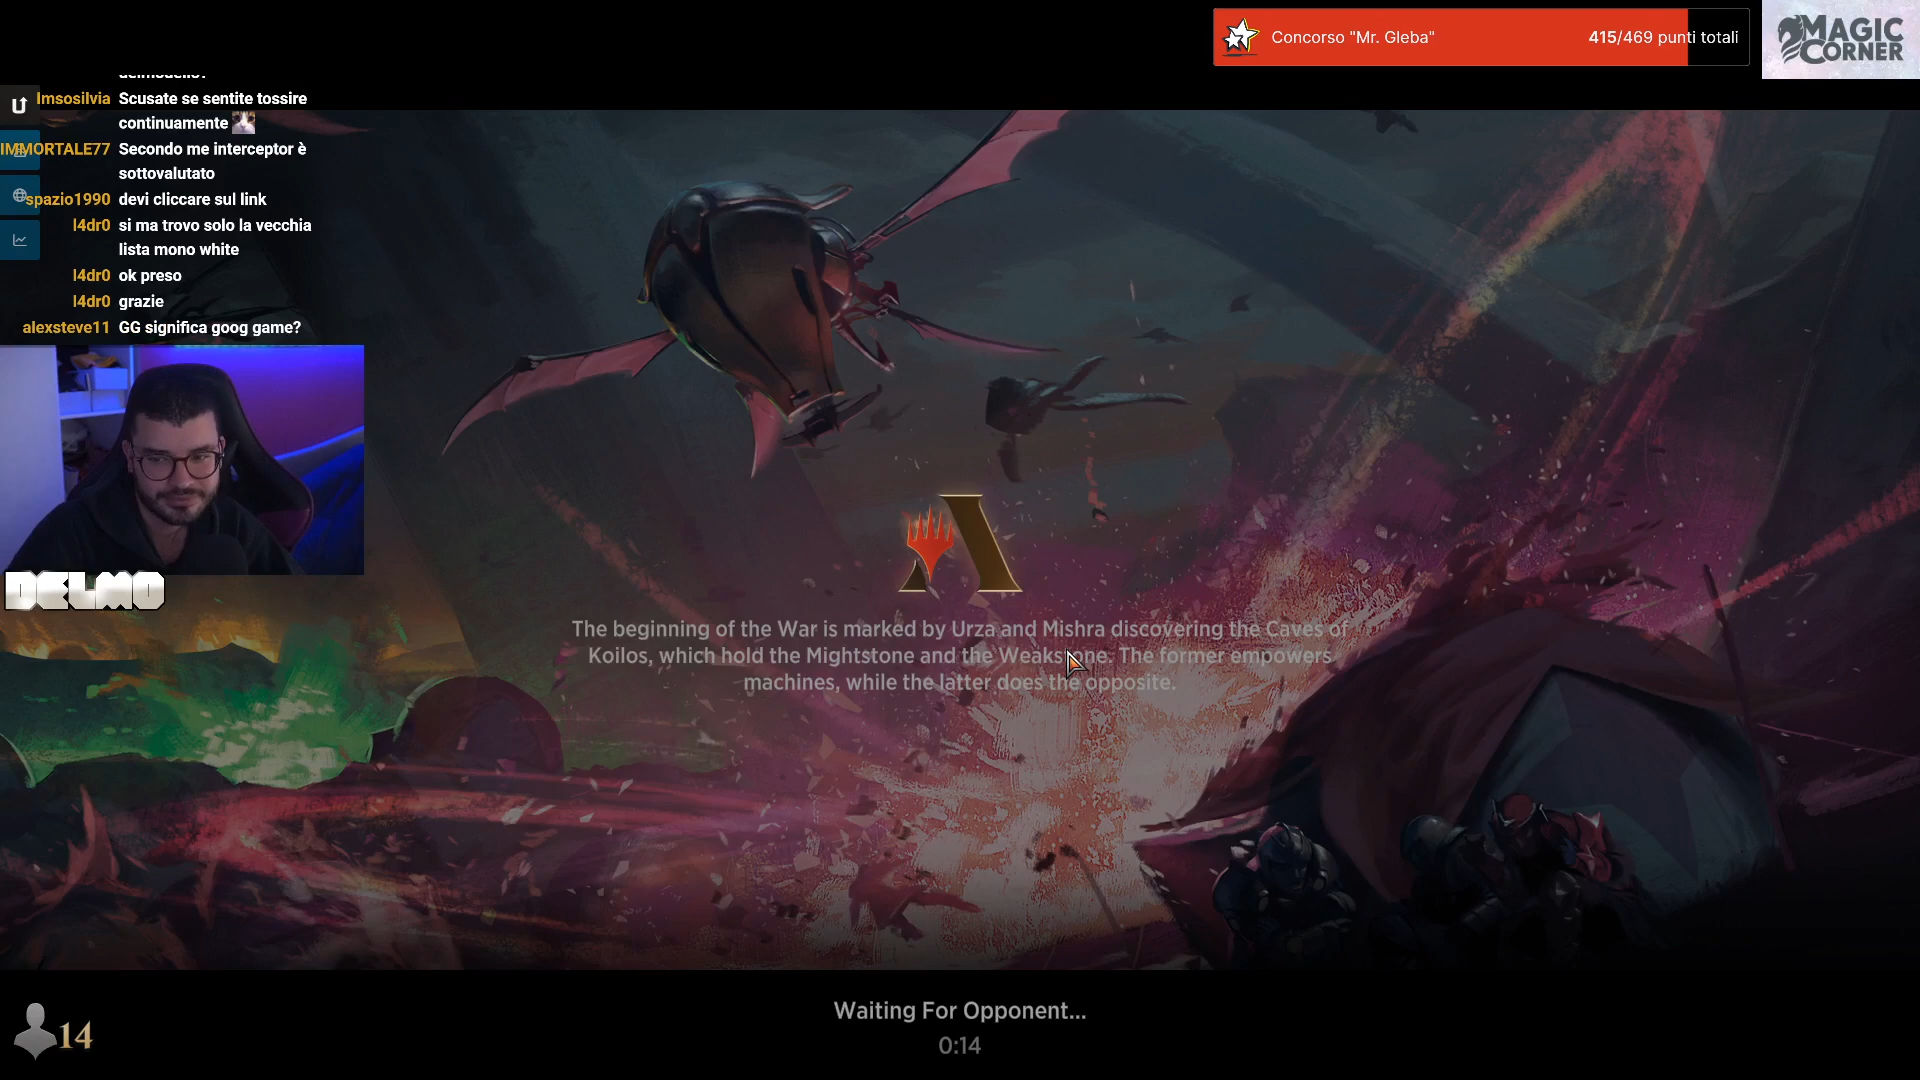 Concorso "Mr. Gleba" 415/469 punti totali
MAGIC
CORNER
Imsosilvia Scusate se sentite tossire
continuamente
IMMORTALE77 Secondo me interceptor è
sottovalutato
spazio1990 devi cliccare sul link
l4dr0 si ma trovo solo la vecchia
lista mono white
l4dr0 ok preso
l4dr0 grazie
alexsteve11 GG significa goog game?
DELMO
The beginning of the War is marked by Urza and Mishra discovering the Caves of
Koilos, which hold the Mightstone and the Weakstone. The former empowers
machines, while the latter does the opposite.
Waiting For Opponent...
0:14
14